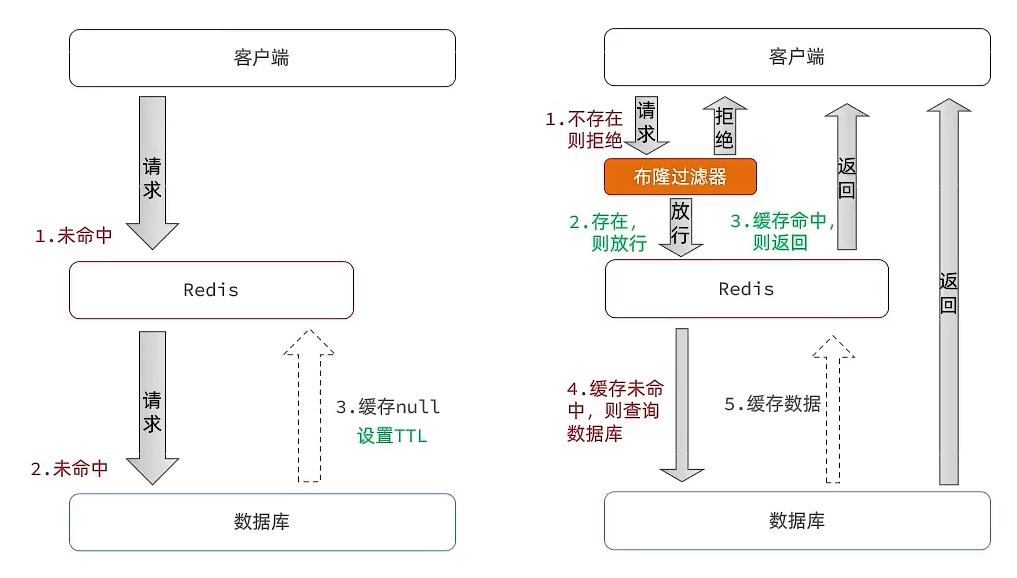 客户端
请
求
1.未命中
Redis
请
求
2.未命中
3.缓存null
设置TTL
数据库
客户端
1.不存在
则拒绝
请
求
拒
绝
布隆过滤器
2.存在,
则放行
放
行
3.缓存命中,
则返回
返
回
Redis
4.缓存未命
中，则查询
数据库
5.缓存数据
返
回
数据库